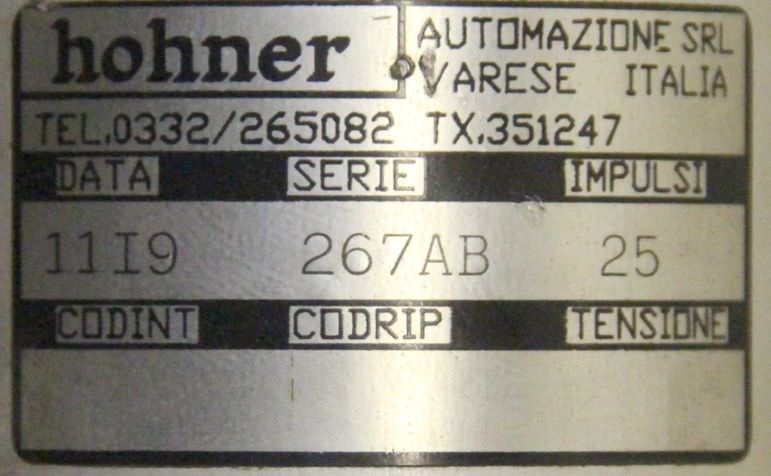 hohner AUTOMAZIONE SRL
VARESE ITALIA
TEL.0332/265082 TX.351247
DATA SERIE IMPULSI
11I9 267AB 25
CODINT CODRIP TENSIONE